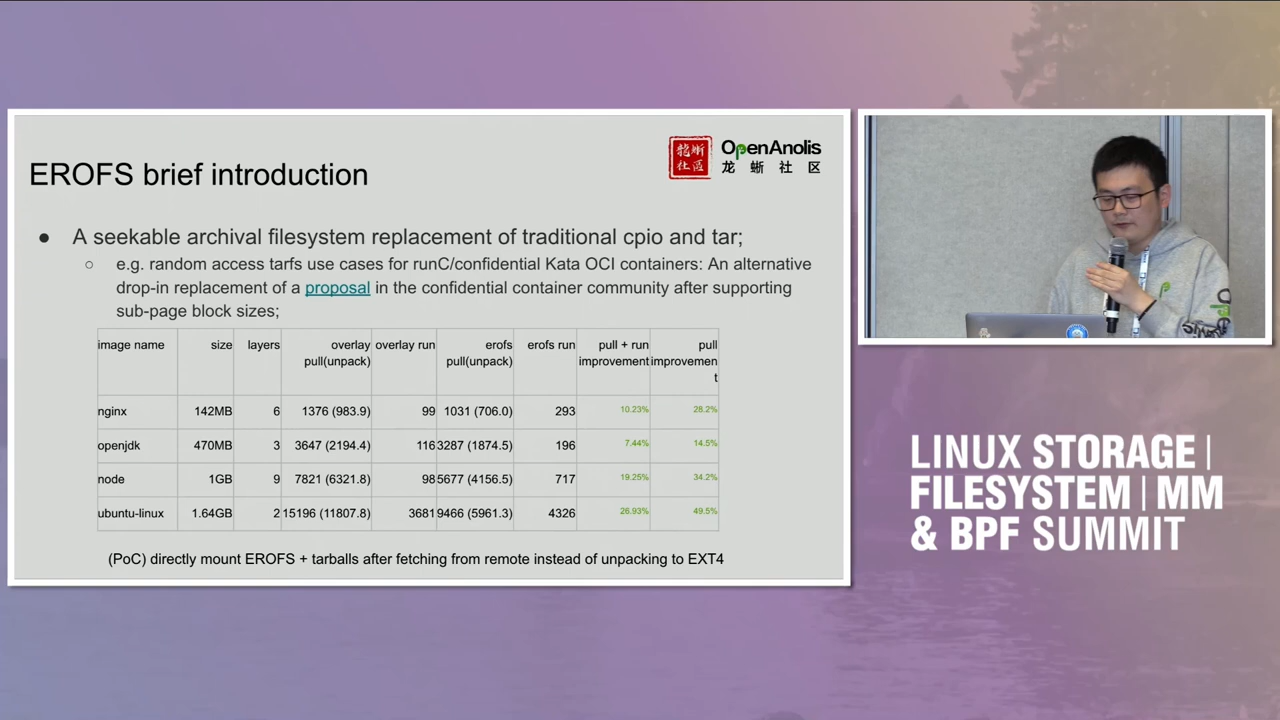 EROFS brief introduction
龙蜥
社区
OpenAnolis
龙 蜥 社 区
● A seekable archival filesystem replacement of traditional cpio and tar;
○ e.g. random access tarfs use cases for runC/confidential Kata OCI containers: An alternative
drop-in replacement of a proposal in the confidential container community after supporting
sub-page block sizes;
image name size layers overlay pull(unpack) overlay run erofs pull(unpack) erofs run pull + run improvement pull improvement
nginx 142MB 6 1376 (983.9) 99 1031 (706.0) 293 10.23% 28.2%
openjdk 470MB 3 3647 (2194.4) 116 3287 (1874.5) 196 7.44% 14.5%
node 1GB 9 7821 (6321.8) 98 5677 (4156.5) 717 19.25% 34.2%
ubuntu-linux 1.64GB 2 15196 (11807.8) 3681 9466 (5961.3) 4326 26.93% 49.5%
(PoC) directly mount EROFS + tarballs after fetching from remote instead of unpacking to EXT4
LINUX STORAGE |
FILESYSTEM | MM
& BPF SUMMIT